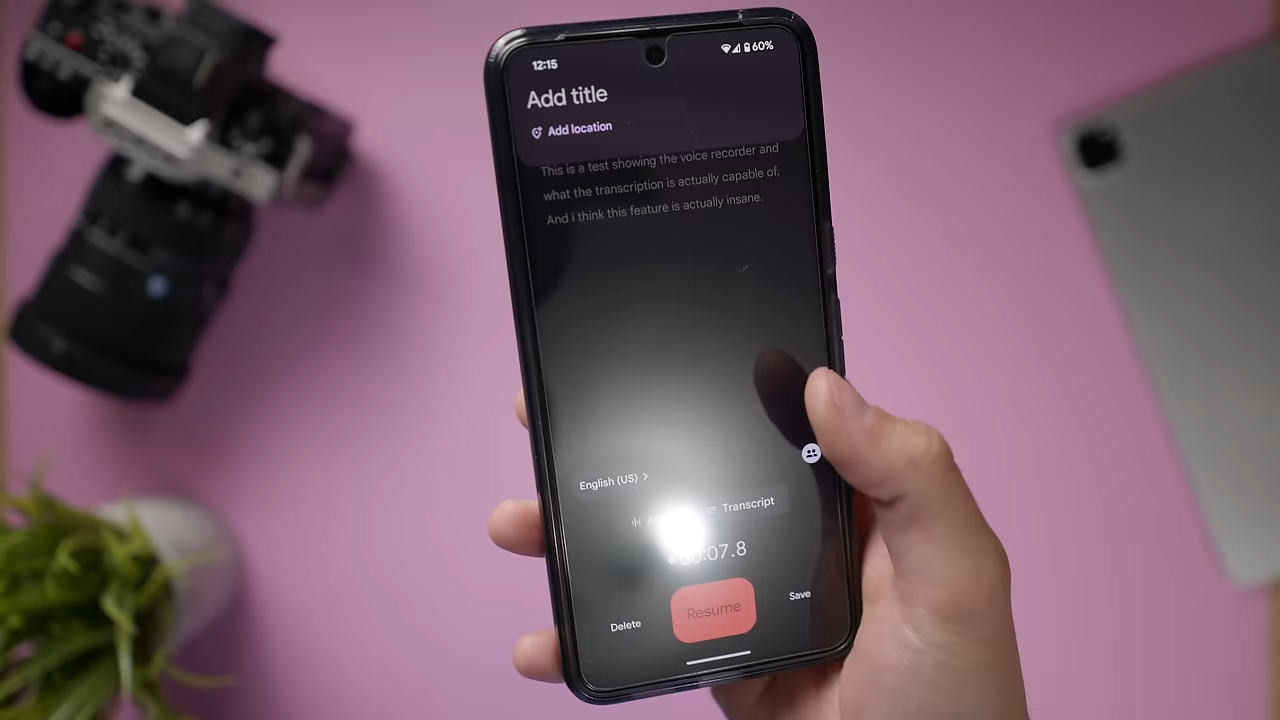 12:15
60%
Add title
Add location
This is a test showing the voice recorder and
what the transcription is actually capable of.
And i think this feature is actually insane.
English (US)
Transcript
:07.8
Delete
Resume
Save